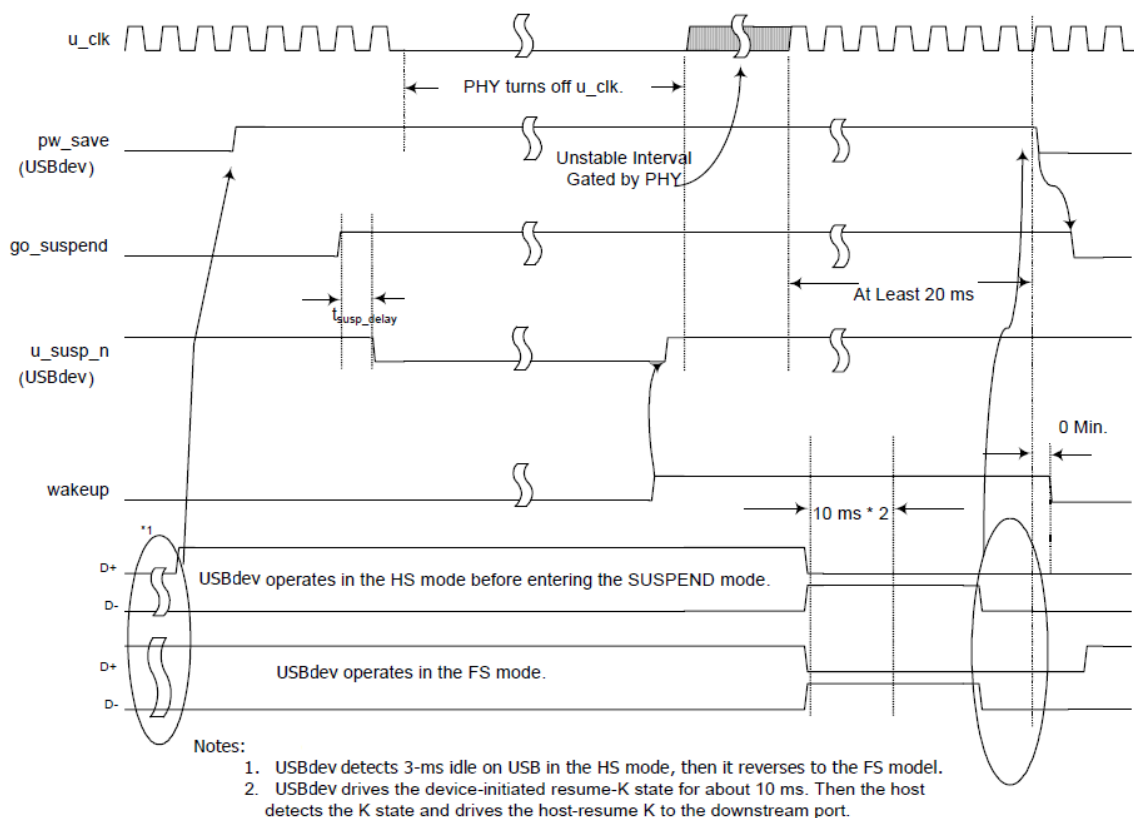 u_clk
PHY turns off u_clk.
pw_save
(USBdev)
Unstable Interval
Gated by PHY
go_suspend
At Least 20 ms
tsusp_delay
u_susp_n
(USBdev)
0 Min.
wakeup
10 ms * 2
*1
D+
USBdev operates in the HS mode before entering the SUSPEND mode.
D-
D+
USBdev operates in the FS mode.
D-
Notes:
1. USBdev detects 3-ms idle on USB in the HS mode, then it reverses to the FS model.
2. USBdev drives the device-initiated resume-K state for about 10 ms. Then the host
detects the K state and drives the host-resume K to the downstream port.